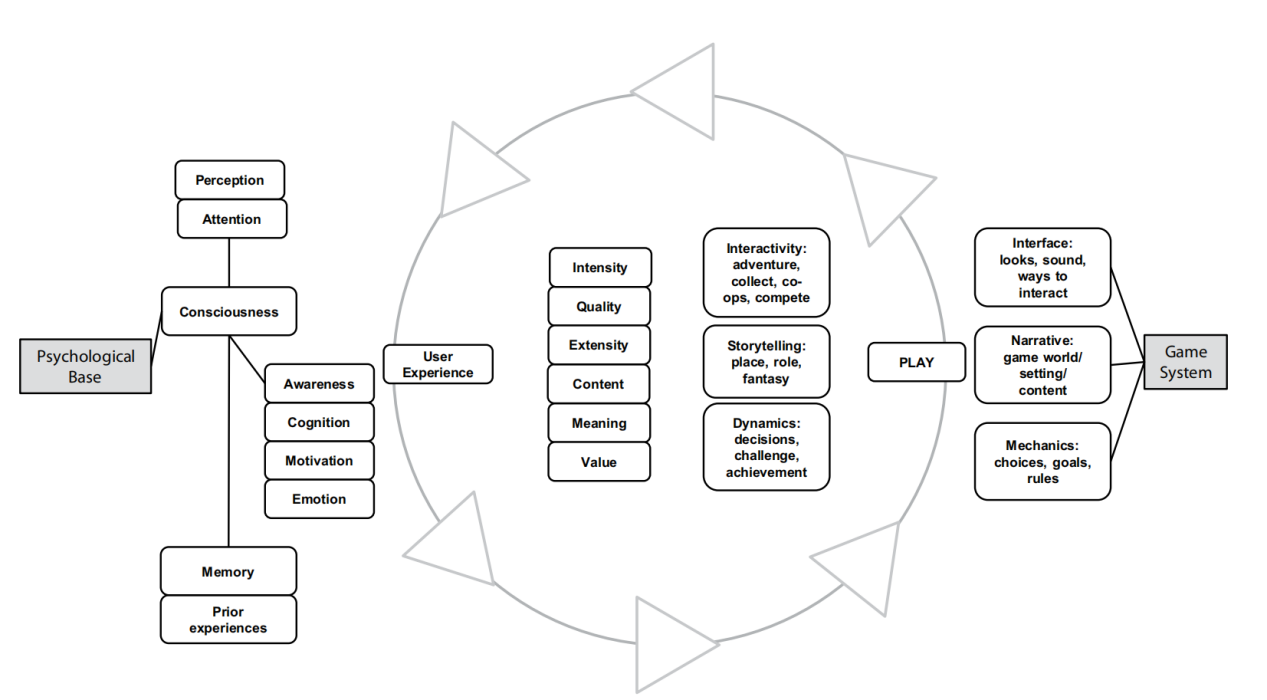 Perception
Attention
Consciousness
Psychological
Base
Awareness
Cognition
Motivation
Emotion
Memory
Prior
experiences
User
Experience
Intensity
Quality
Extensity
Content
Meaning
Value
Interactivity:
adventure,
collect, co-
ops, compete
Storytelling:
place, role,
fantasy
Dynamics:
decisions,
challenge,
achievement
PLAY
Interface:
looks, sound,
ways to
interact
Narrative:
game world/
setting/
content
Mechanics:
choices, goals,
rules
Game
System